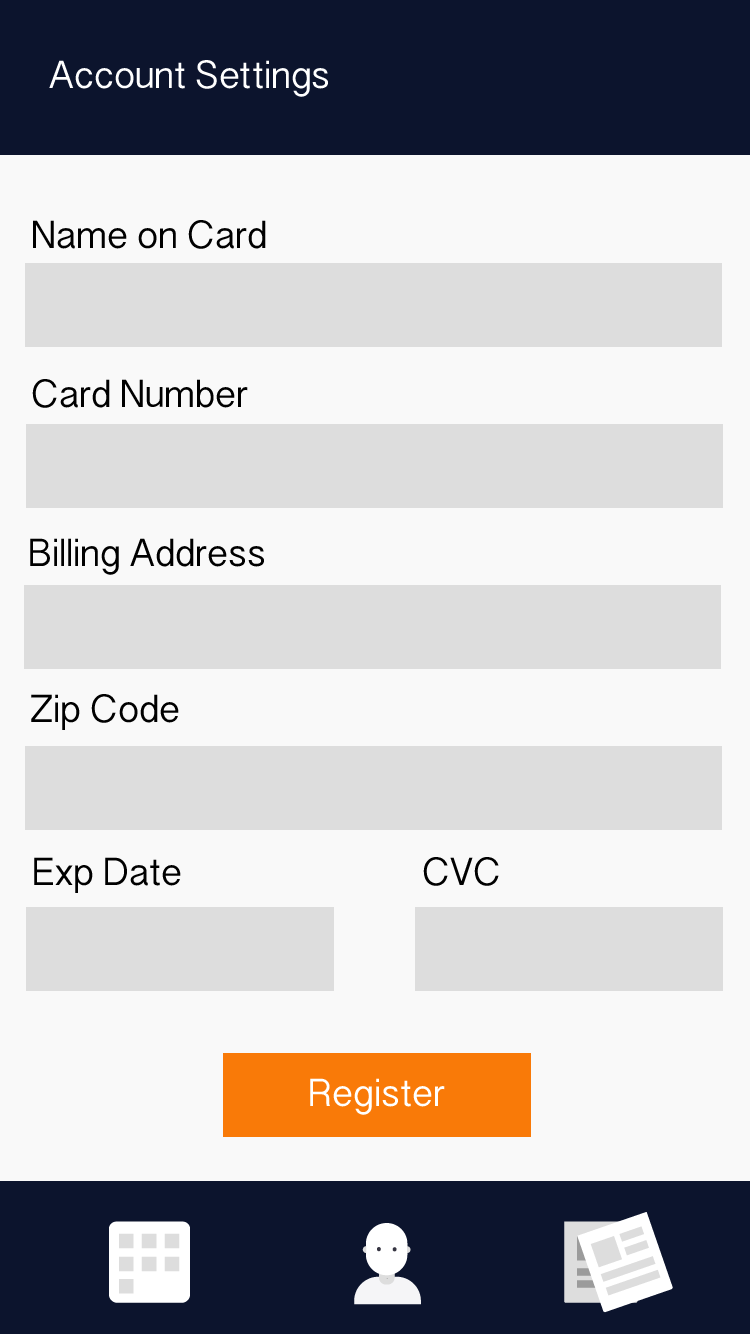 Account Settings
Name on Card
Card Number
Billing Address
Zip Code
Exp Date
CVC
Register